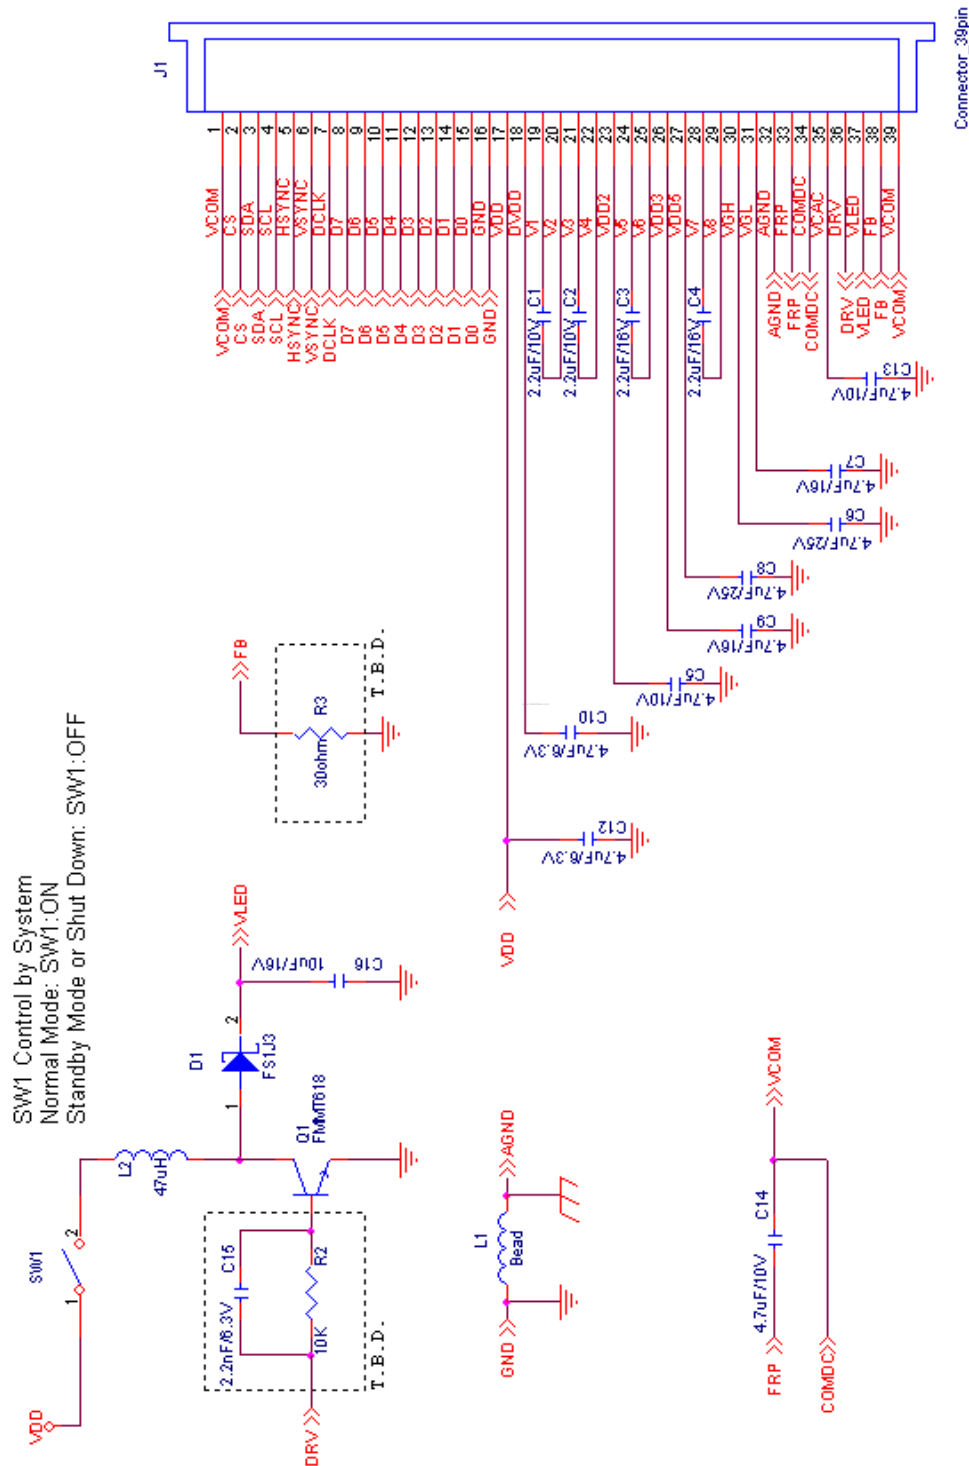 SW1 Control by System
Normal Mode: SW1:ON
Standby Mode or Shut Down: SW1:OFF
J1
Connector_39pin
1
2
3
4
5
6
7
8
9
10
11
12
13
14
15
16
17
18
19
20
21
22
23
24
25
26
27
28
29
30
31
32
33
34
35
36
37
38
39
VCOM
CS
SDA
SCL
HSYNC
VSYNC
DCLK
D7
D6
D5
D4
D3
D2
D1
D0
GND
VDD
DVDD
V1
V2
V3
V4
VDD2
V5
V6
VDD3
VDD5
V7
V8
VGH
VGL
AGND
FRP
COMDC
VCAC
DRV
VLED
FB
VCOM
VCOM
CS
SDA
SCL
HSYNC
VSYNC
DCLK
D7
D6
D5
D4
D3
D2
D1
D0
GND
2.2uF/10V C1
2.2uF/10V C2
2.2uF/16V C3
2.2uF/16V C4
AGND
FRP
COMDC
DRV
VLED
FB
VCOM
C13
4.7uF/10V
C7
4.7uF/16V
C6
4.7uF/25V
C8
4.7uF/25V
C9
4.7uF/16V
C5
4.7uF/10V
C10
4.7uF/6.3V
C12
4.7uF/6.3V
VDD
FB
R3
30ohm
T.B.D.
VLED
10uF/16V
C16
D1
FS1J3
1
2
L2
47uH
Q1
FMMT618
SW1
1
2
VDD
C15
2.2nF/6.3V
R2
10K
T.B.D.
DRV
GND
L1
Bead
AGND
FRP
4.7uF/10V
C14
VCOM
COMDC